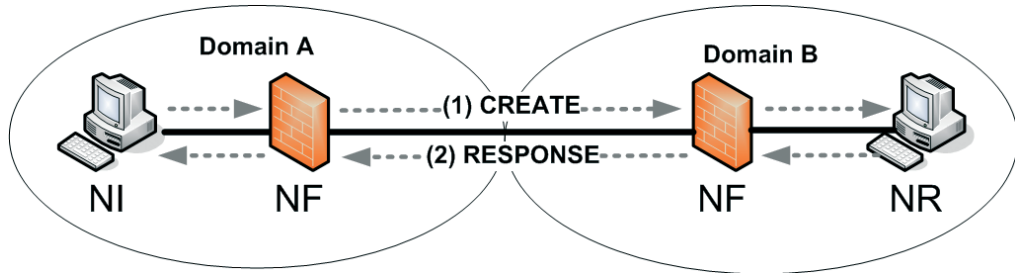 Domain A
Domain B
(1) CREATE
(2) RESPONSE
NI
NF
NF
NR